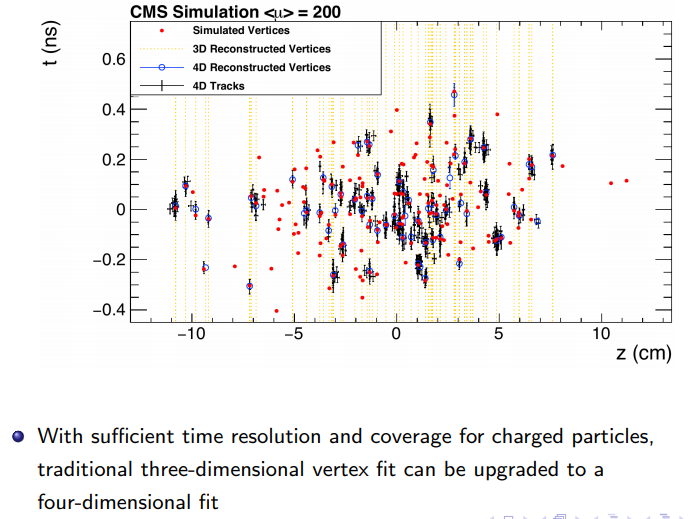 CMS Simulation <μ> = 200
t (ns)
Simulated Vertices
3D Reconstructed Vertices
4D Reconstructed Vertices
4D Tracks
0.6
0.4
0.2
0
−0.2
−0.4
−10 −5 0 5 10
z (cm)
With sufficient time resolution and coverage for charged particles,
traditional three-dimensional vertex fit can be upgraded to a
four-dimensional fit